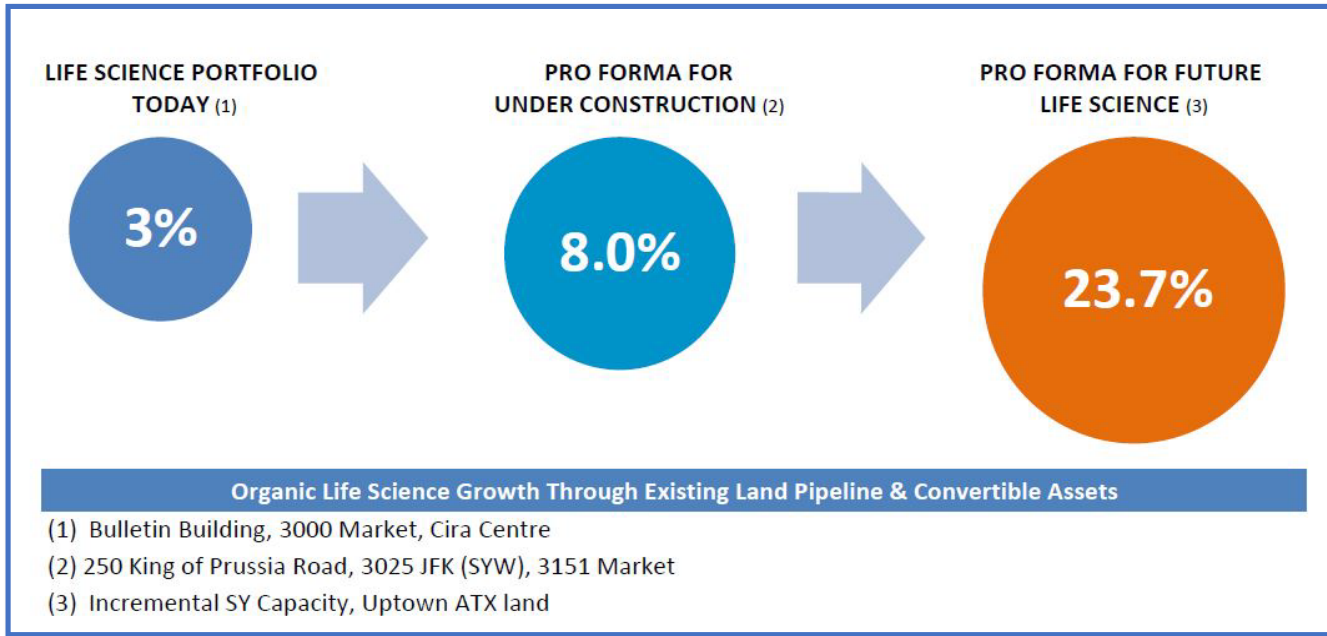 LIFE SCIENCE PORTFOLIO
TODAY (1)
PRO FORMA FOR
UNDER CONSTRUCTION (2)
PRO FORMA FOR FUTURE
LIFE SCIENCE (3)
3%
8.0%
23.7%
Organic Life Science Growth Through Existing Land Pipeline & Convertible Assets
(1) Bulletin Building, 3000 Market, Cira Centre
(2) 250 King of Prussia Road, 3025 JFK (SYW), 3151 Market
(3) Incremental SY Capacity, Uptown ATX land